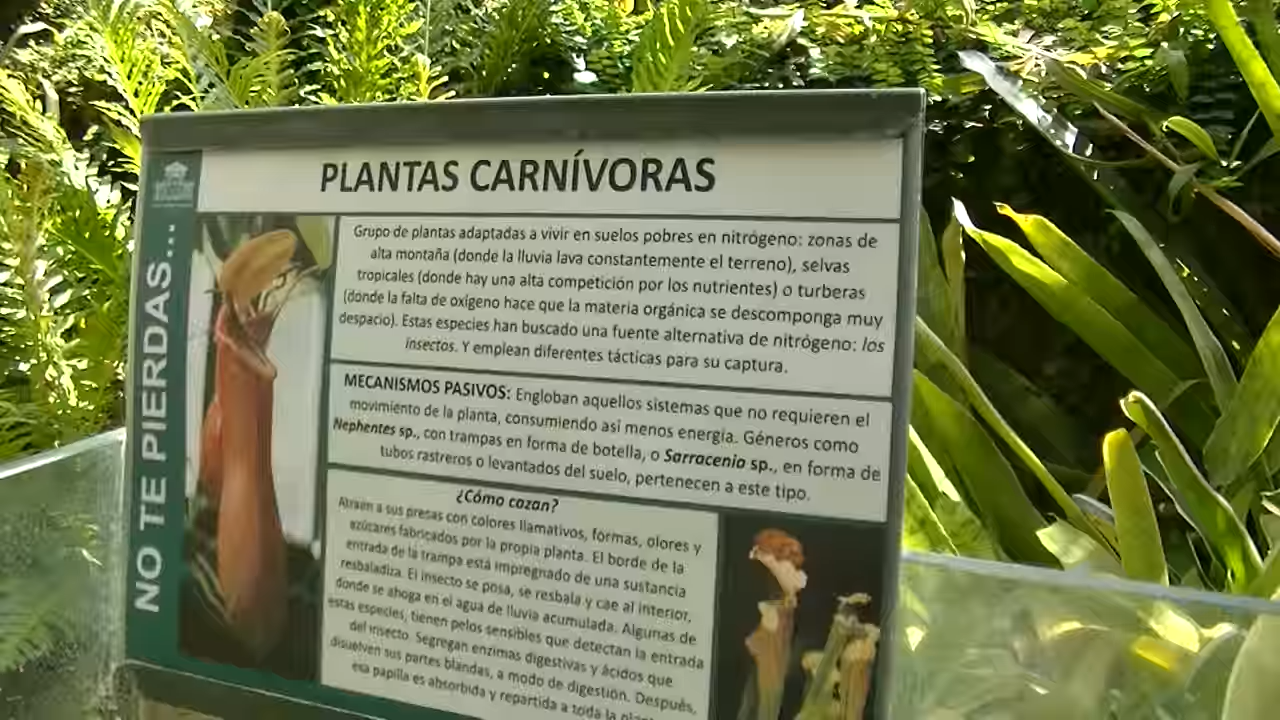 PLANTAS CARNÍVORAS
NO TE PIERDAS...
Grupo de plantas adaptadas a vivir en suelos pobres en nitrógeno: zonas de
alta montaña (donde la lluvia lava constantemente el terreno), selvas
tropicales (donde hay una alta competición por los nutrientes) o turberas
(donde la falta de oxígeno hace que la materia orgánica se descomponga muy
despacio). Estas especies han buscado una fuente alternativa de nitrógeno: los
insectos. Y emplean diferentes tácticas para su captura.
MECANISMOS PASIVOS: Engloban aquellos sistemas que no requieren el
movimiento de la planta, consumiendo así menos energía. Géneros como
Nephentes sp., con trampas en forma de botella, o Sarracenia sp., en forma de
tubos rastreros o levantados del suelo, pertenecen a este tipo.
¿Cómo cazan?
Atraen a sus presas con colores llamativos, formas, olores y
azúcares fabricados por la propia planta. El borde de la
entrada de la trampa está impregnado de una sustancia
resbaladiza. El insecto se posa, se resbala y cae al interior,
donde se ahoga en el agua de lluvia acumulada. Algunas de
estas especies, tienen pelos sensibles que detectan la entrada
del insecto. Segregan enzimas digestivas y ácidos que
disuelven sus partes blandas, a modo de digestión. Después,
esa papilla es absorbida y repartida a toda la